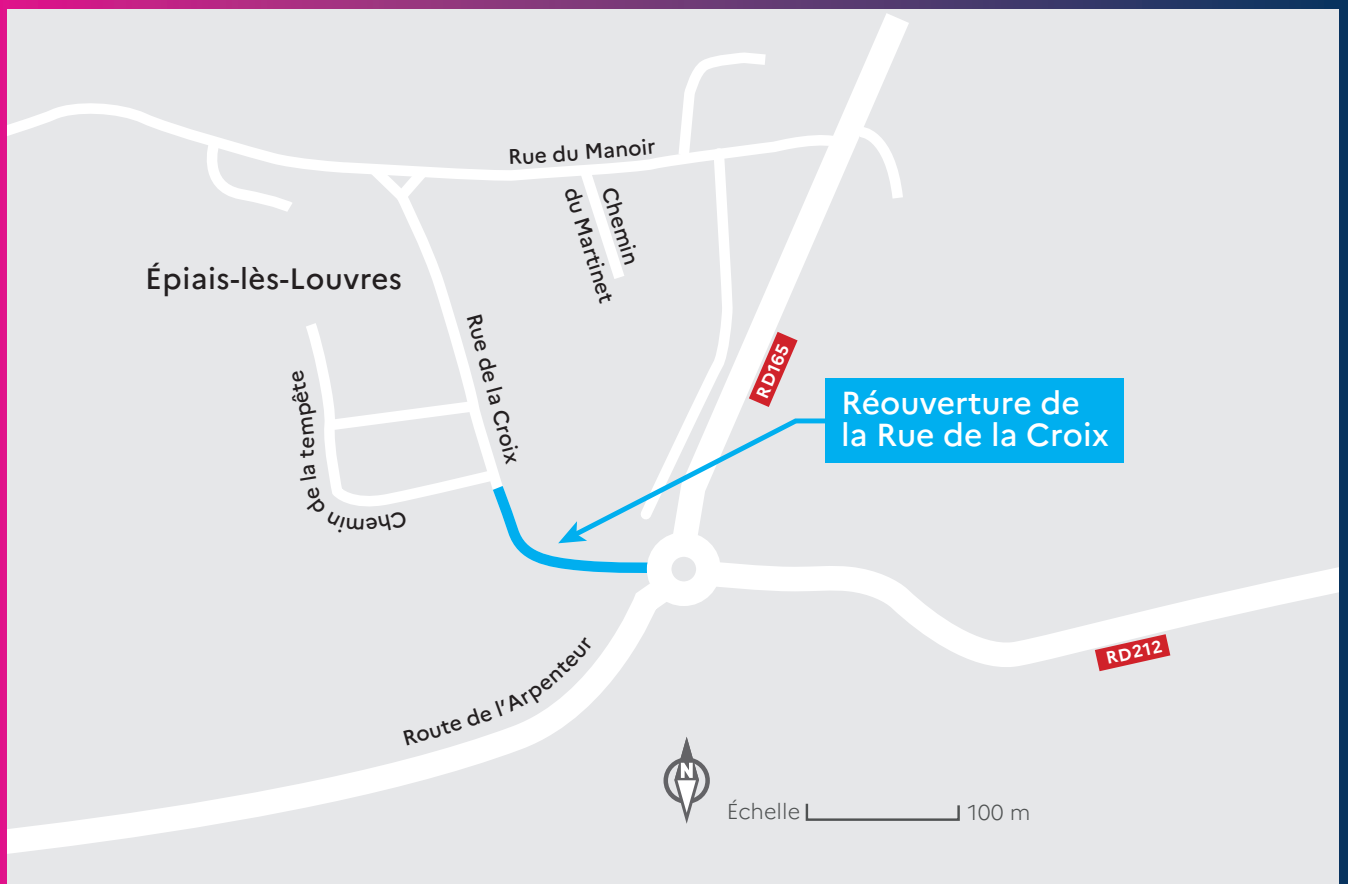 Rue du Manoir
Chemin
du Martinet
Épiais-lès-Louvres
Rue de la Croix
RD165
Chemin de la tempête
Réouverture de
la Rue de la Croix
Route de l'Arpenteur
RD212
N
Échelle 100 m